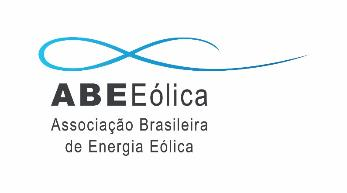 ABEEólica
Associação Brasileira
de Energia Eólica